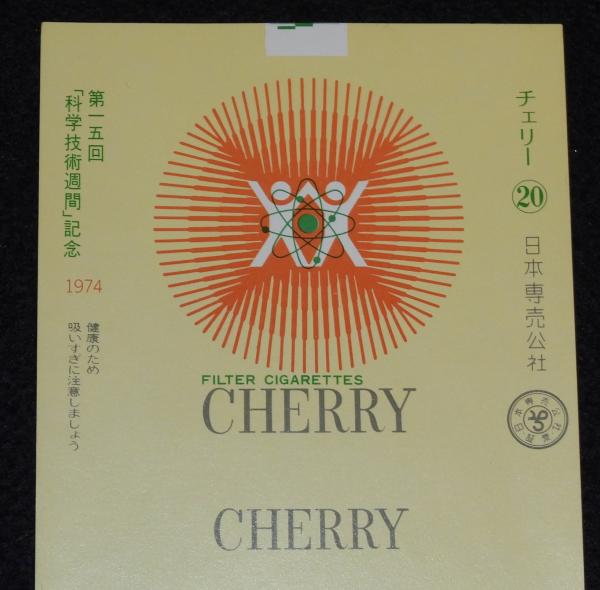 第一五回
「科学技術週間」記念
1974
健康のため
吸いすぎに注意しましょう
チェリー 20
日本専売公社
FILTER CIGARETTES
CHERRY
CHERRY